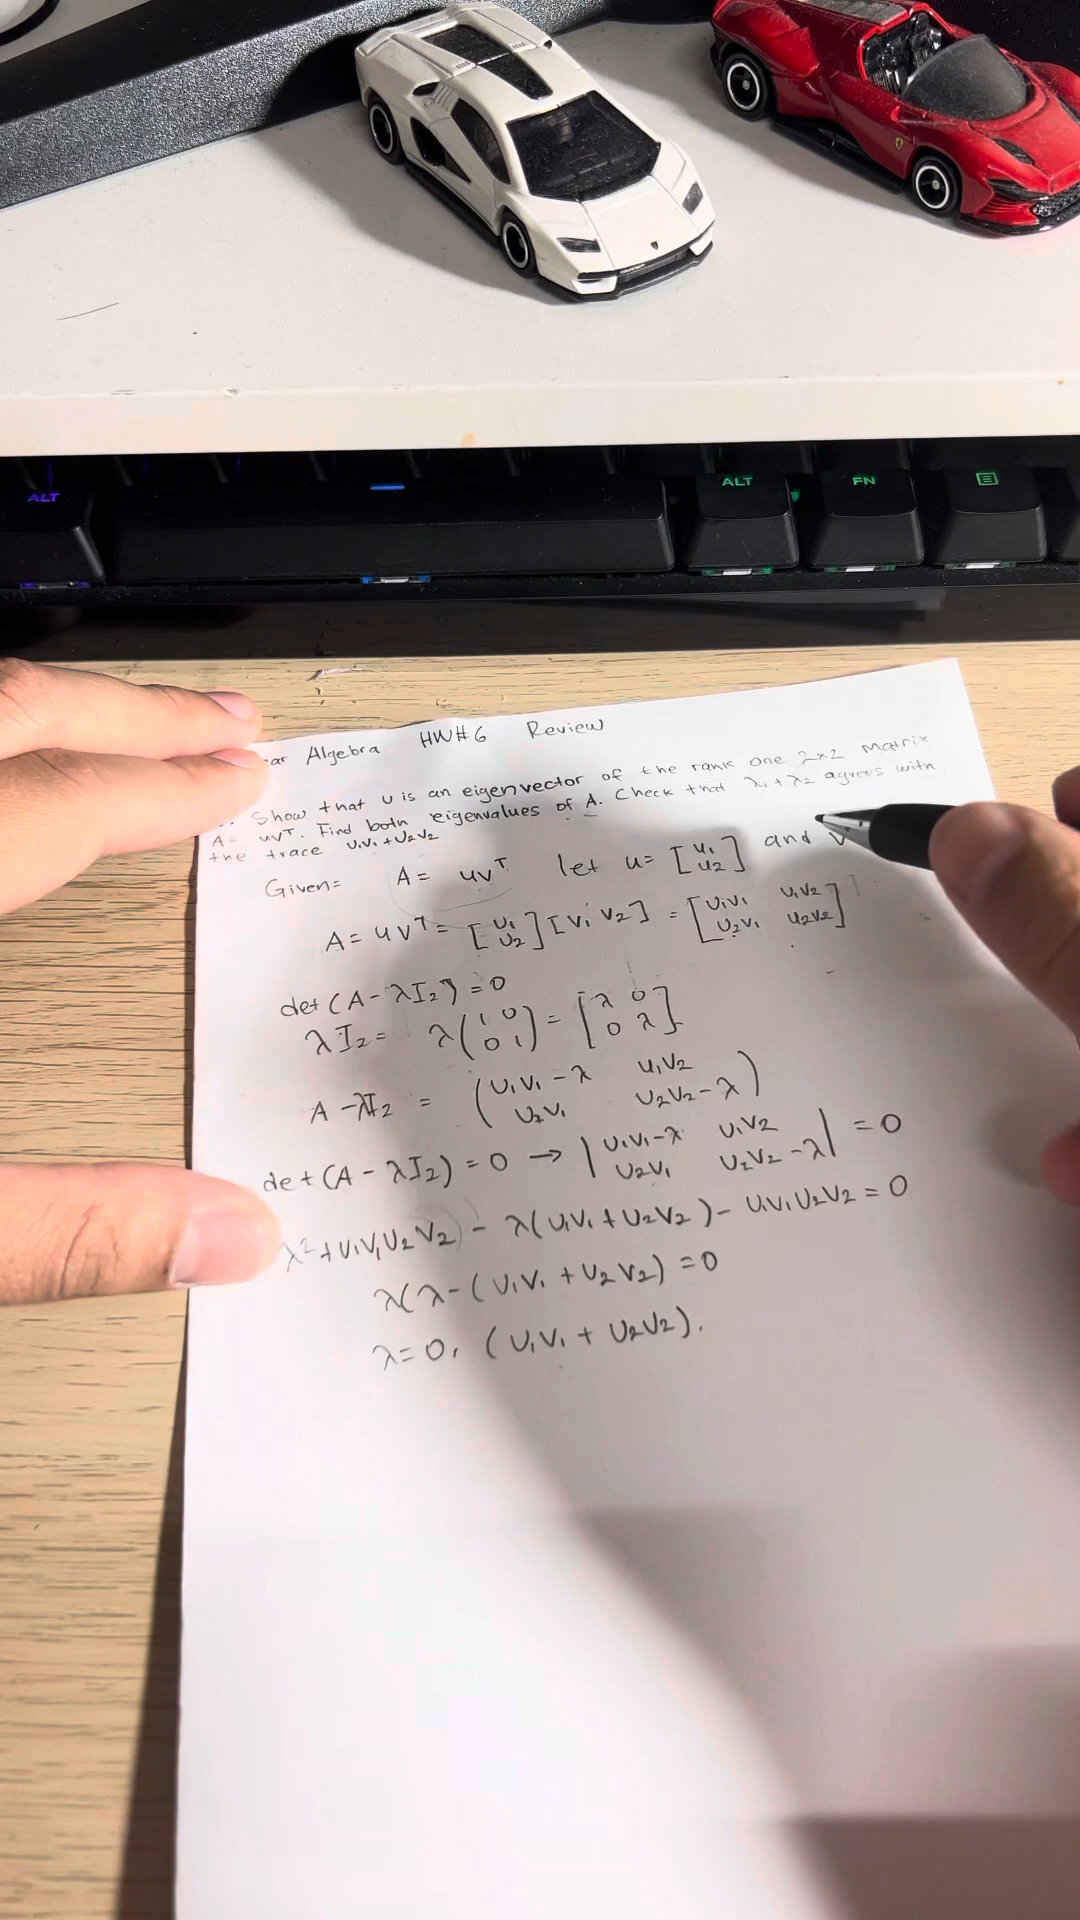 ALT
ALT
FN
ar Algebra HW#6 Review
Show that u is an eigenvector of the rank one 2×2 matrix
A = uvᵀ. Find both eigenvalues of A. Check that λ₁+λ₂ agrees with
the trace u₁v₁+u₂v₂
Given= A= uvᵀ let u= [u₁ u₂] and v
A= uvᵀ= [u₁ u₂][v₁ v₂] = [u₁v₁ u₁v₂ u₂v₁ u₂v₂]
det(A-λI₂)=0
λI₂= λ(1 0 0 1)= [λ 0 0 λ]
A-λI₂ = (u₁v₁-λ u₁v₂ u₂v₁ u₂v₂-λ)
det(A-λI₂)=0 → |u₁v₁-λ u₁v₂ u₂v₁ u₂v₂-λ| =0
λ²+u₁v₁u₂v₂) - λ(u₁v₁+u₂v₂)- u₁v₁u₂v₂=0
λ(λ-(u₁v₁+u₂v₂)=0
λ=0, (u₁v₁+u₂v₂).